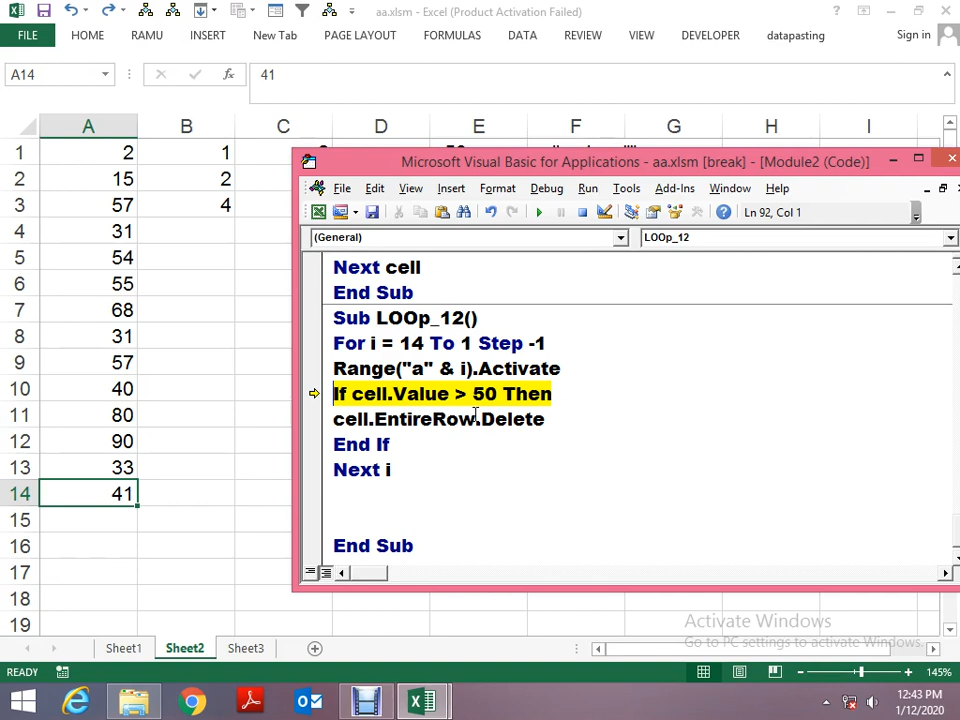 aa.xlsm - Excel (Product Activation Failed)
Sign in
FILE HOME RAMU INSERT New Tab PAGE LAYOUT FORMULAS DATA REVIEW VIEW DEVELOPER datapasting
A14 fx 41
A B C D E F G H I
1 2 1
2 15 2
3 57 4
4 31
5 54
6 55
7 68
8 31
9 57
10 40
11 80
12 90
13 33
14 41
15
16
17
18
19
Microsoft Visual Basic for Applications - aa.xlsm [break] - [Module2 (Code)]
File Edit View Insert Format Debug Run Tools Add-Ins Window Help
Ln 92, Col 1
(General) LOOp_12
Next cell
End Sub
Sub LOOp_12()
For i = 14 To 1 Step -1
Range("a" & i).Activate
If cell.Value > 50 Then
cell.EntireRow.Delete
End If
Next i
End Sub
Activate Windows
Go to PC settings to activate Windows.
Sheet1 Sheet2 Sheet3
READY 145%
12:43 PM
1/12/2020